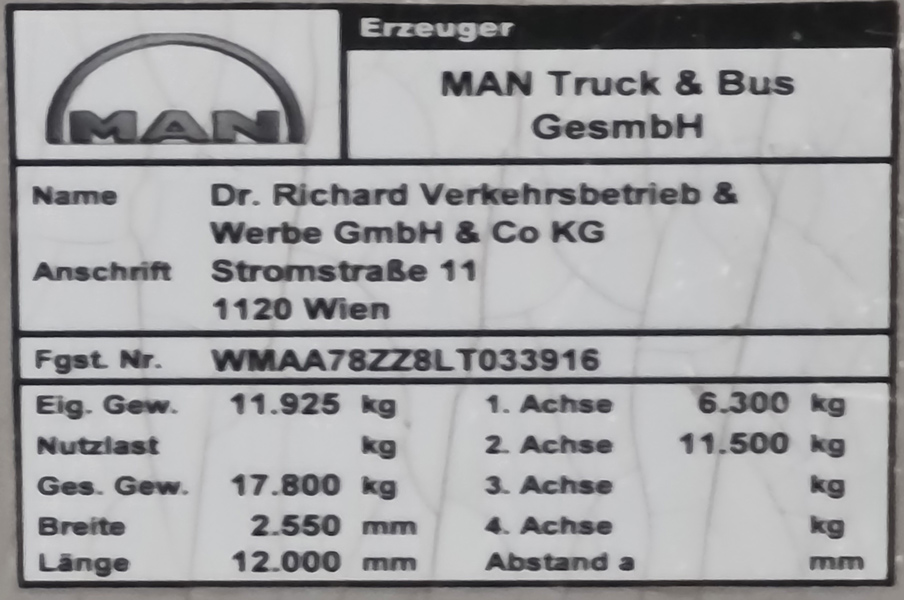 MAN
Erzeuger
MAN Truck & Bus
GesmbH
Name Dr. Richard Verkehrsbetrieb &
Werbe GmbH & Co KG
Anschrift Stromstraße 11
1120 Wien
Fgst. Nr. WMAA78ZZ8LT033916
Eig. Gew. 11.925 kg 1. Achse 6.300 kg
Nutzlast kg 2. Achse 11.500 kg
Ges. Gew. 17.800 kg 3. Achse kg
Breite 2.550 mm 4. Achse kg
Länge 12.000 mm Abstand a mm